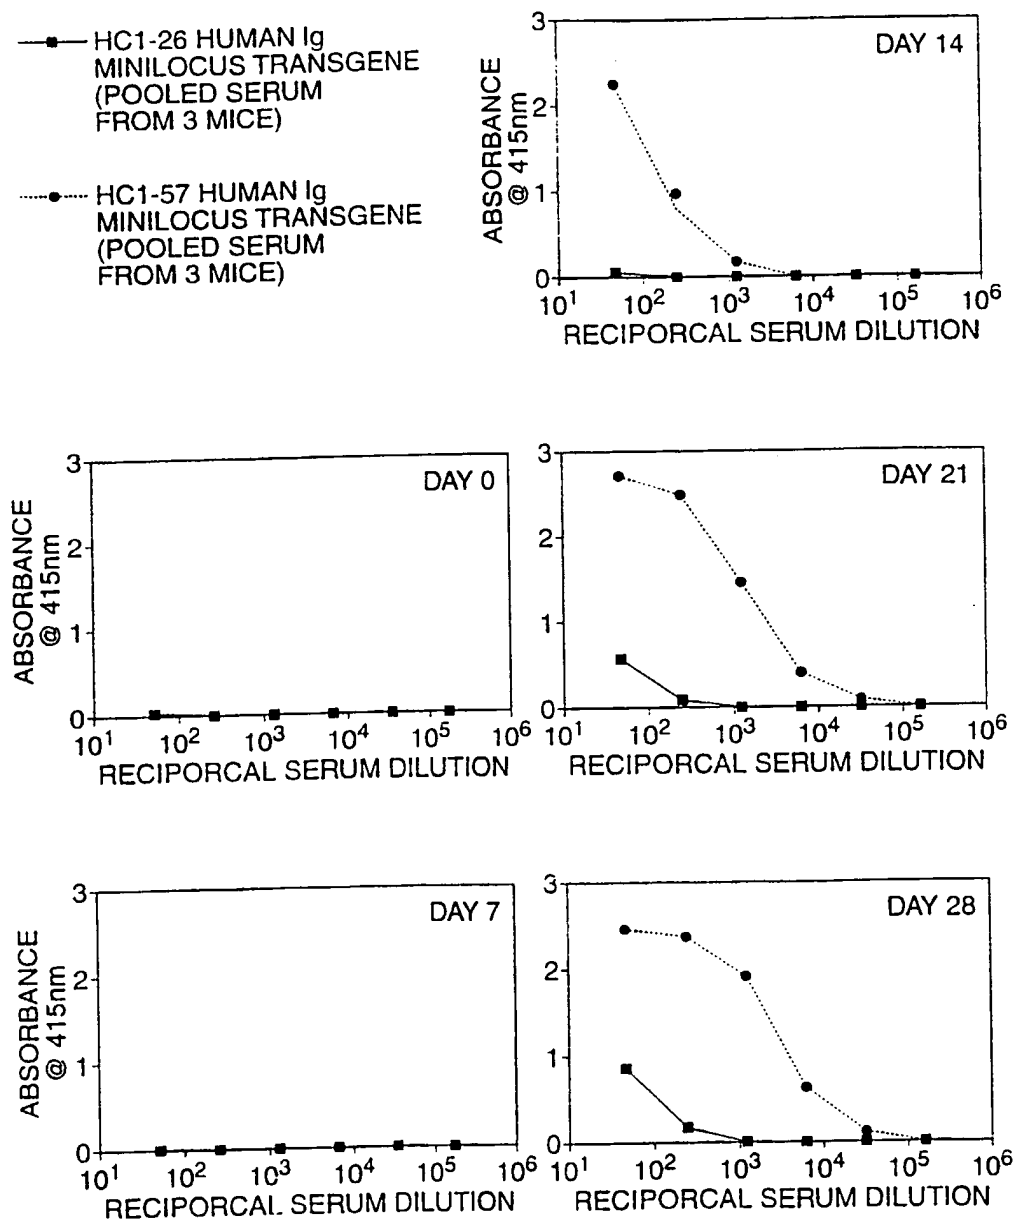 HC1-26 HUMAN Ig
MINILOCUS TRANSGENE
(POOLED SERUM
FROM 3 MICE)
HC1-57 HUMAN Ig
MINILOCUS TRANSGENE
(POOLED SERUM
FROM 3 MICE)
DAY 14
ABSORBANCE
@ 415nm
3
2
1
0
10¹ 10² 10³ 10⁴ 10⁵ 10⁶
RECIPORCAL SERUM DILUTION
DAY 0
ABSORBANCE
@ 415nm
3
2
1
0
10¹ 10² 10³ 10⁴ 10⁵ 10⁶
RECIPORCAL SERUM DILUTION
DAY 21
3
2
1
0
10¹ 10² 10³ 10⁴ 10⁵ 10⁶
RECIPORCAL SERUM DILUTION
DAY 7
ABSORBANCE
@ 415nm
3
2
1
0
10¹ 10² 10³ 10⁴ 10⁵ 10⁶
RECIPORCAL SERUM DILUTION
DAY 28
3
2
1
0
10¹ 10² 10³ 10⁴ 10⁵ 10⁶
RECIPORCAL SERUM DILUTION